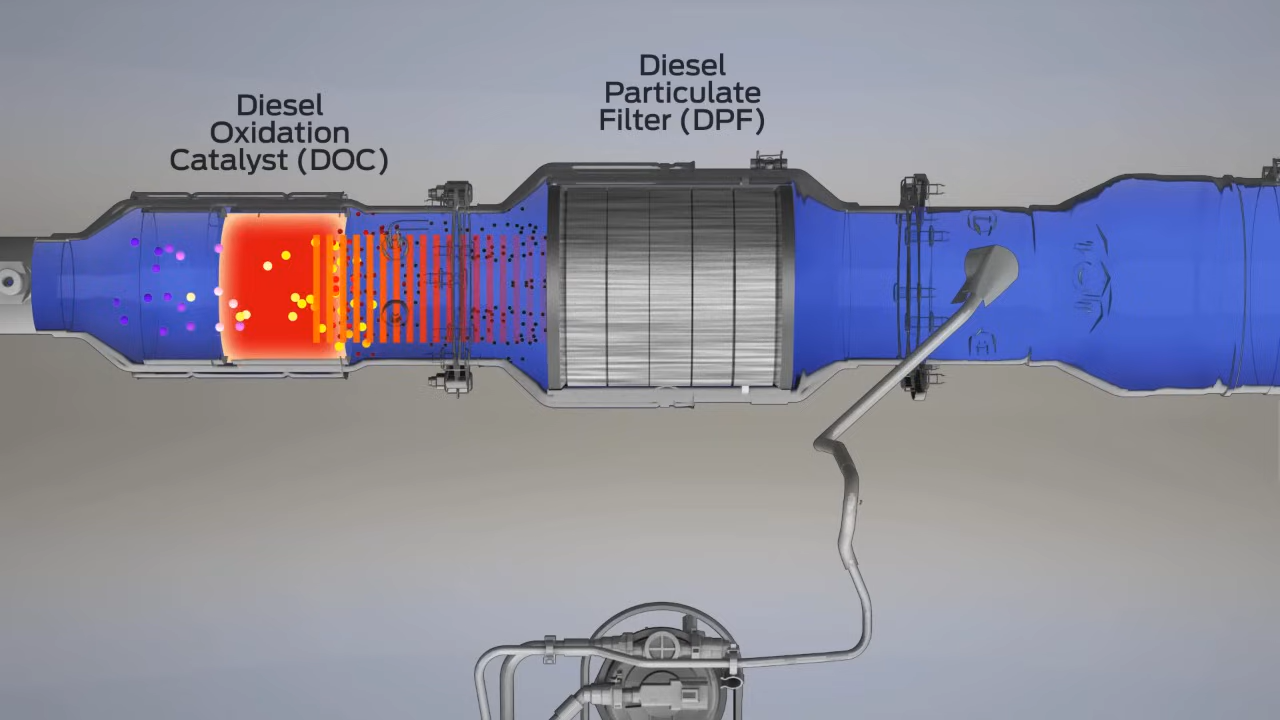 Diesel
Oxidation
Catalyst (DOC)
Diesel
Particulate
Filter (DPF)